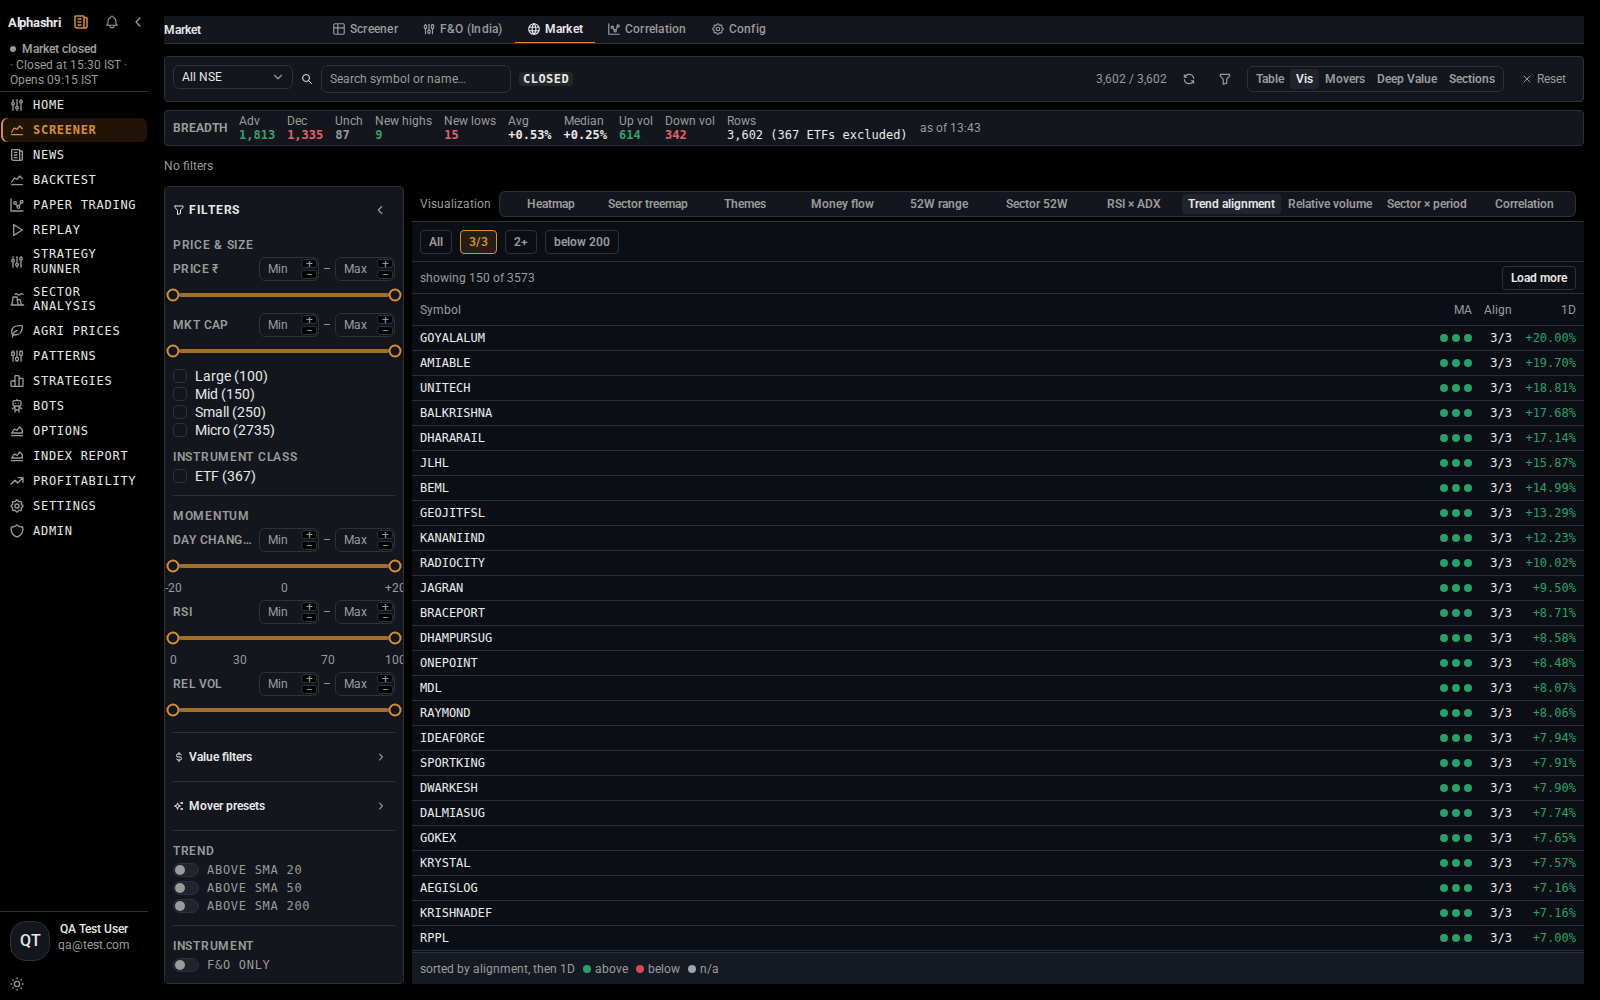 Alphashri
Market closed
· Closed at 15:30 IST ·
Opens 09:15 IST
HOME
SCREENER
NEWS
BACKTEST
PAPER TRADING
REPLAY
STRATEGY
RUNNER
SECTOR
ANALYSIS
AGRI PRICES
PATTERNS
STRATEGIES
BOTS
OPTIONS
INDEX REPORT
PROFITABILITY
SETTINGS
ADMIN
QT
QA Test User
qa@test.com
Market
Screener
F&O (India)
Market
Correlation
Config
All NSE
Search symbol or name...
CLOSED
3,602 / 3,602
Table Vis Movers Deep Value Sections
Reset
BREADTH
Adv Dec Unch New highs New lows Avg Median Up vol Down vol Rows
1,813 1,335 87 9 15 +0.53% +0.25% 614 342 3,602 (367 ETFs excluded)
as of 13:43
No filters
FILTERS
PRICE & SIZE
PRICE ₹ Min + − – Max + −
MKT CAP Min + − – Max + −
Large (100)
Mid (150)
Small (250)
Micro (2735)
INSTRUMENT CLASS
ETF (367)
MOMENTUM
DAY CHANG... Min + − – Max + −
-20 0 +20
RSI Min + − – Max + −
0 30 70 100
REL VOL Min + − – Max + −
Value filters
Mover presets
TREND
ABOVE SMA 20
ABOVE SMA 50
ABOVE SMA 200
INSTRUMENT
F&O ONLY
Visualization Heatmap Sector treemap Themes Money flow 52W range Sector 52W RSI × ADX Trend alignment Relative volume Sector × period Correlation
All 3/3 2+ below 200
showing 150 of 3573
Load more
Symbol MA Align 1D
GOYALALUM 3/3 +20.00%
AMIABLE 3/3 +19.70%
UNITECH 3/3 +18.81%
BALKRISHNA 3/3 +17.68%
DHARARAIL 3/3 +17.14%
JLHL 3/3 +15.87%
BEML 3/3 +14.99%
GEOJITFSL 3/3 +13.29%
KANANIIND 3/3 +12.23%
RADIOCITY 3/3 +10.02%
JAGRAN 3/3 +9.50%
BRACEPORT 3/3 +8.71%
DHAMPURSUG 3/3 +8.58%
ONEPOINT 3/3 +8.48%
MDL 3/3 +8.07%
RAYMOND 3/3 +8.06%
IDEAFORGE 3/3 +7.94%
SPORTKING 3/3 +7.91%
DWARKESH 3/3 +7.90%
DALMIASUG 3/3 +7.74%
GOKEX 3/3 +7.65%
KRYSTAL 3/3 +7.57%
AEGISLOG 3/3 +7.16%
KRISHNADEF 3/3 +7.16%
RPPL 3/3 +7.00%
sorted by alignment, then 1D above below n/a